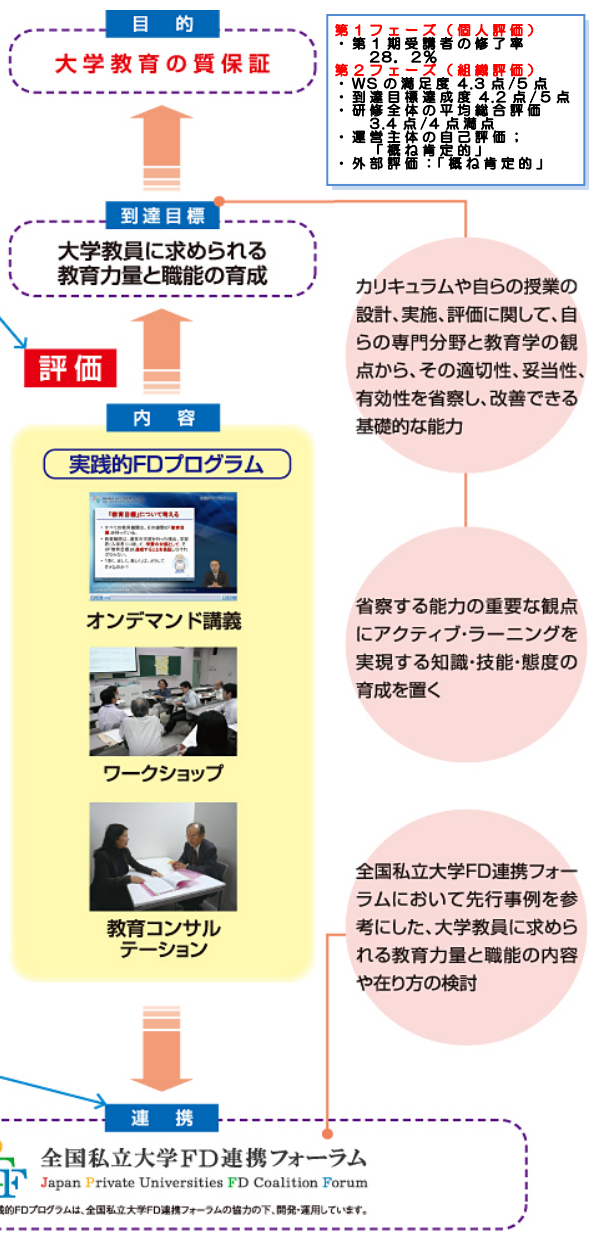 目 的
大学教育の質保証
第1フェーズ（個人評価）
・第1期受講者の修了率
28．2％
第2フェーズ（組織評価）
・WSの満足度 4.3点/5点
・到達目標達成度 4.2点/5点
・研修全体の平均総合評価
3.4点/4点満点
・運営主体の自己評価；
「概ね肯定的」
・外部評価：「概ね肯定的」
到達目標
大学教員に求められる
教育力量と職能の育成
カリキュラムや自らの授業の
設計、実施、評価に関して、自
らの専門分野と教育学の観
点から、その適切性、妥当性、
有効性を省察し、改善できる
基礎的な能力
評価
内 容
実践的FDプログラム
「教育目標」について考える
オンデマンド講義
省察する能力の重要な観点
にアクティブ・ラーニングを
実現する知識・技能・態度の
育成を置く
ワークショップ
教育コンサル
テーション
全国私立大学FD連携フォー
ラムにおいて先行事例を参
考にした、大学教員に求めら
れる教育力量と職能の内容
や在り方の検討
連 携
全国私立大学FD連携フォーラム
Japan Private Universities FD Coalition Forum
践的FDプログラムは、全国私立大学FD連携フォーラムの協力の下、開発・運用しています。